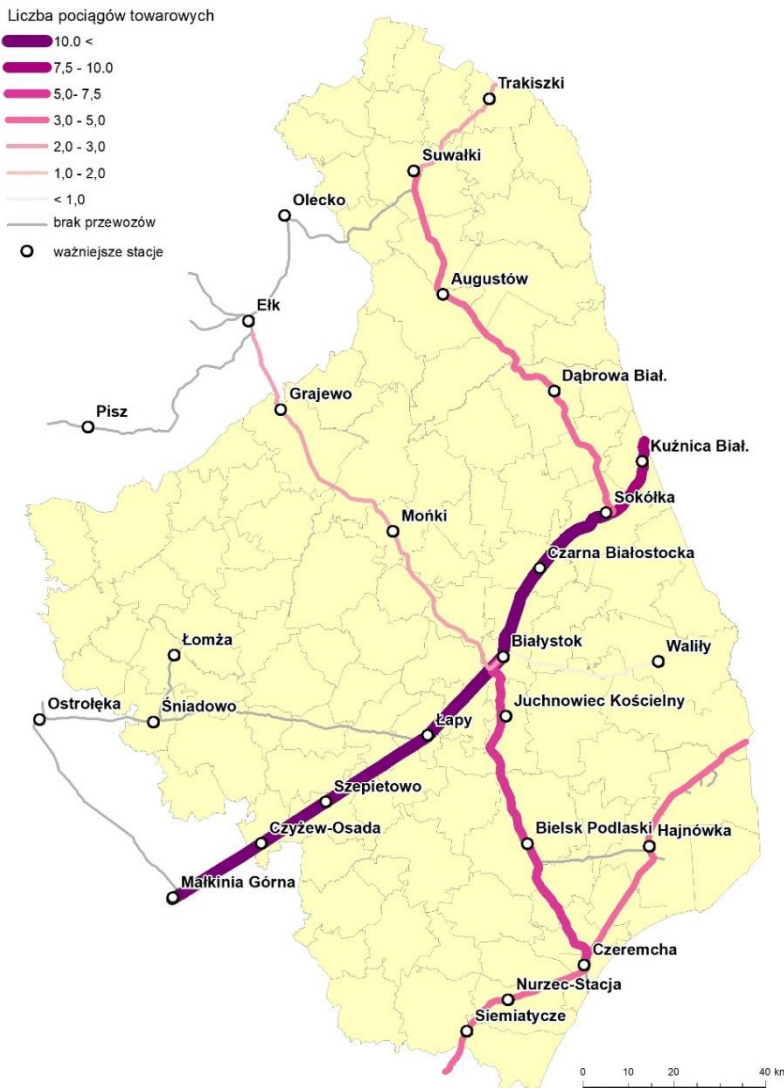 Liczba pociągów towarowych
10.0 <
7,5 - 10.0
5,0- 7,5
3,0 - 5,0
2,0 - 3,0
1,0 - 2,0
< 1,0
brak przewozów
ważniejsze stacje
Trakiszki
Suwałki
Olecko
Augustów
Ełk
Dąbrowa Biał.
Grajewo
Pisz
Kuźnica Biał.
Sokółka
Mońki
Czarna Białostocka
Łomża
Białystok
Waliły
Ostrołęka
Śniadowo
Juchnowiec Kościelny
Łapy
Szepietowo
Czyżew-Osada
Bielsk Podlaski
Hajnówka
Małkinia Górna
Czeremcha
Nurzec-Stacja
Siemiatycze
0 10 20 40 km